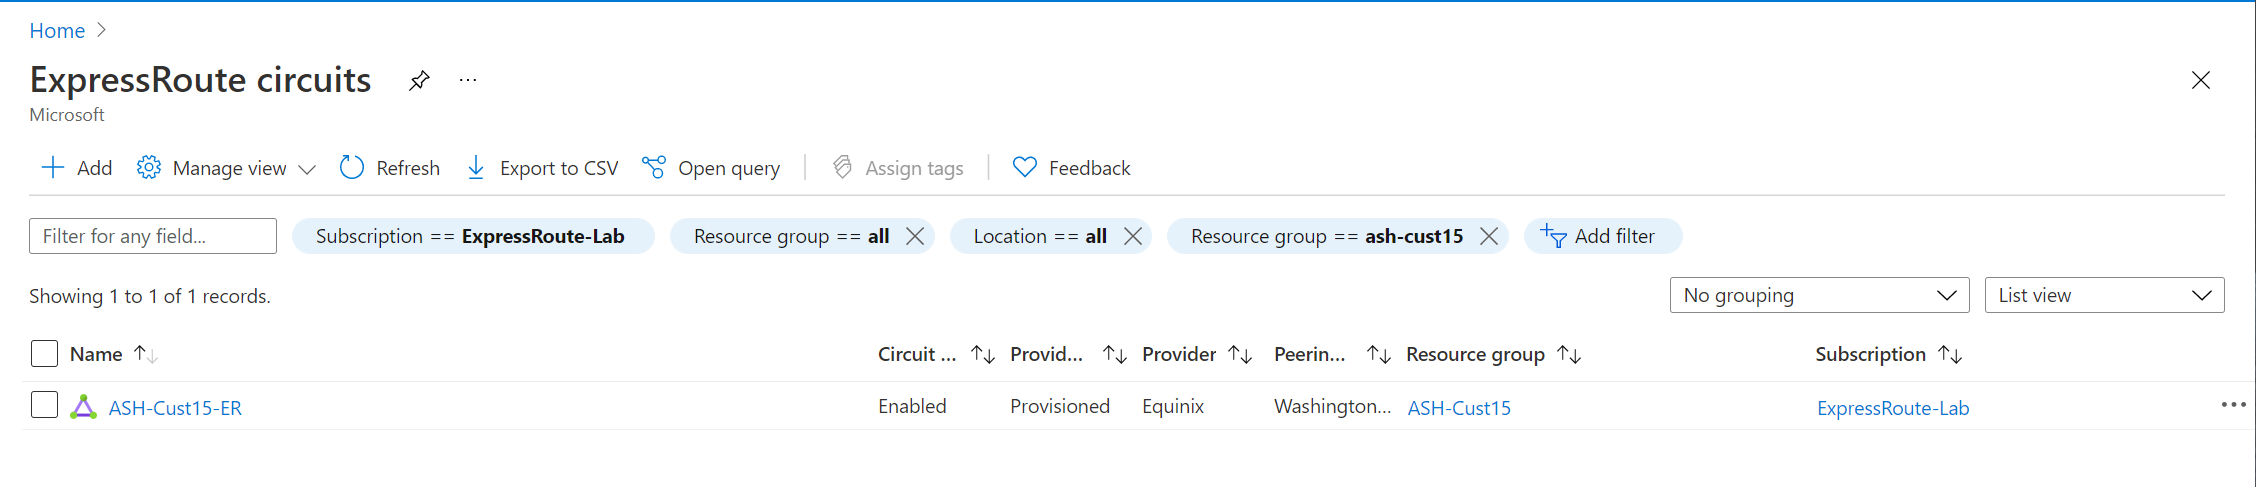 Home
ExpressRoute circuits ...
Microsoft
Add Manage view Refresh Export to CSV Open query Assign tags Feedback
Filter for any field... Subscription == ExpressRoute-Lab Resource group == all Location == all Resource group == ash-cust15 Add filter
Showing 1 to 1 of 1 records. No grouping List view
Name Circuit ... Provid... Provider Peerin... Resource group Subscription
ASH-Cust15-ER Enabled Provisioned Equinix Washington... ASH-Cust15 ExpressRoute-Lab ...